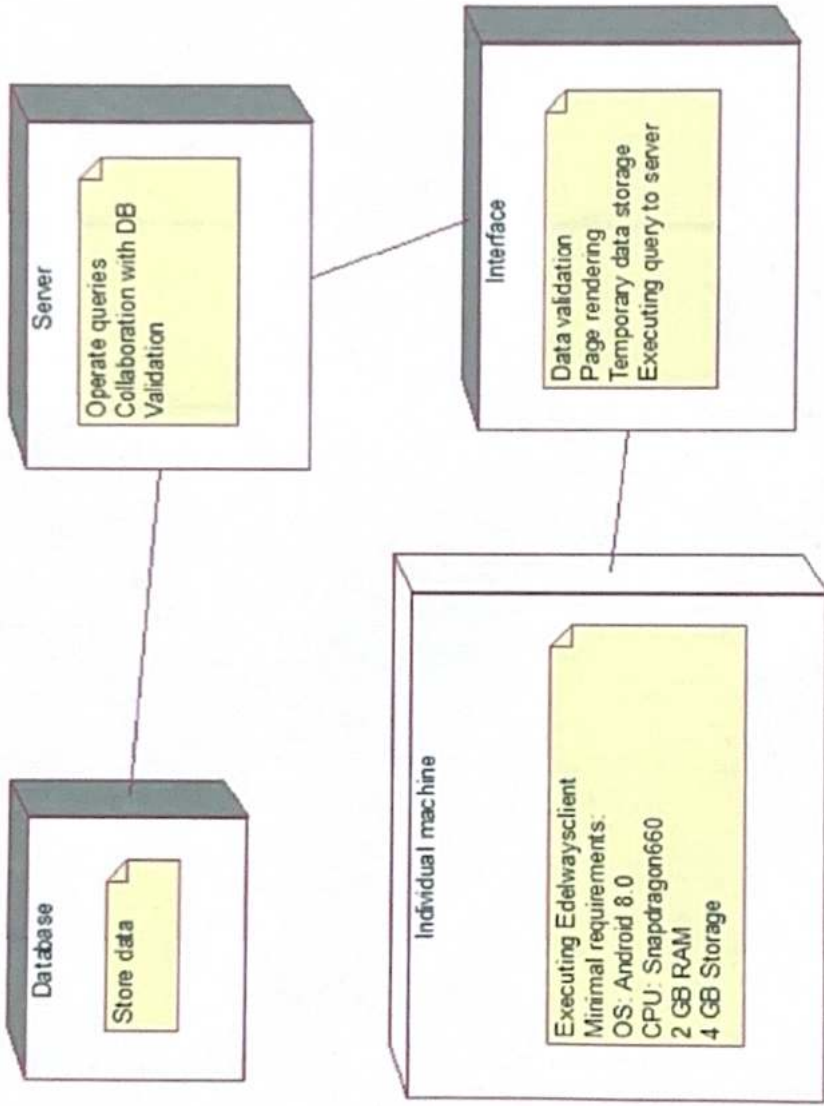 Database
Store data
Server
Operate queries
Collaboration with DB
Validation
Individual machine
Executing Edelwaysclient
Minimal requirements:
OS: Android 8.0
CPU: Snapdragon660
2 GB RAM
4 GB Storage
Interface
Data validation
Page rendering
Temporary data storage
Executing query to server